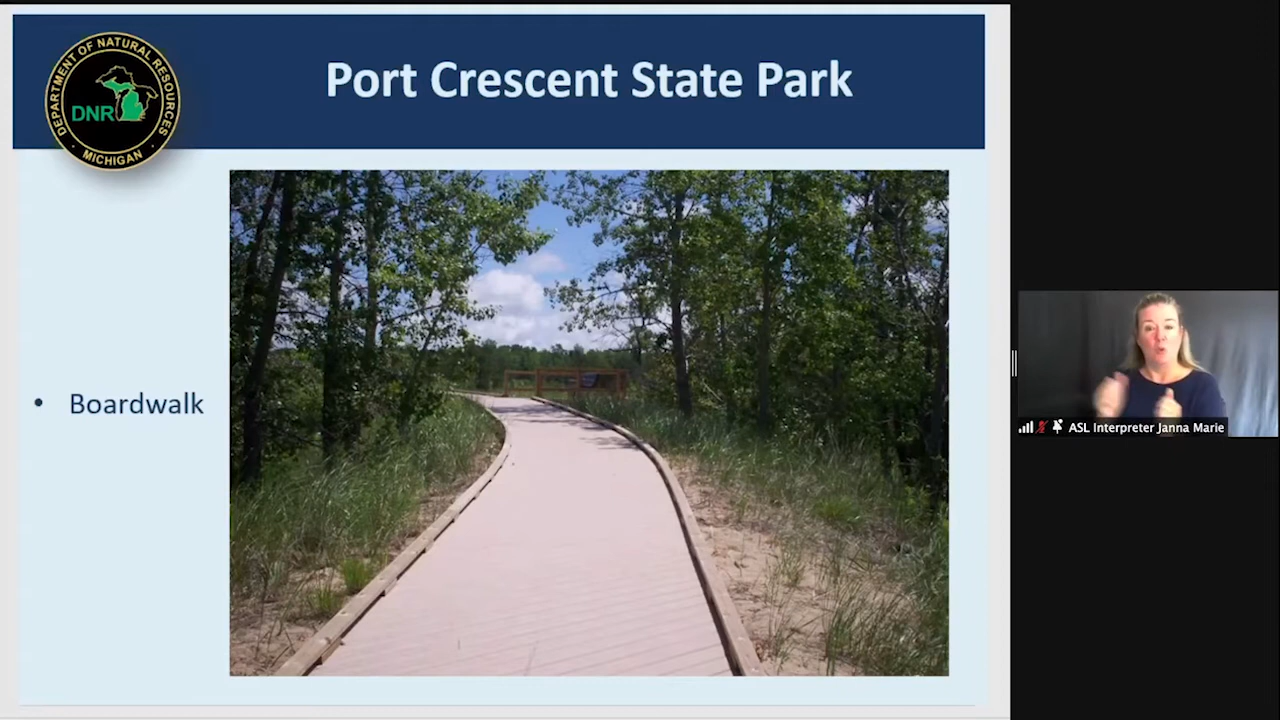 DEPARTMENT OF NATURAL RESOURCES
DNR
MICHIGAN
Port Crescent State Park
• Boardwalk
ASL Interpreter Janna Marie